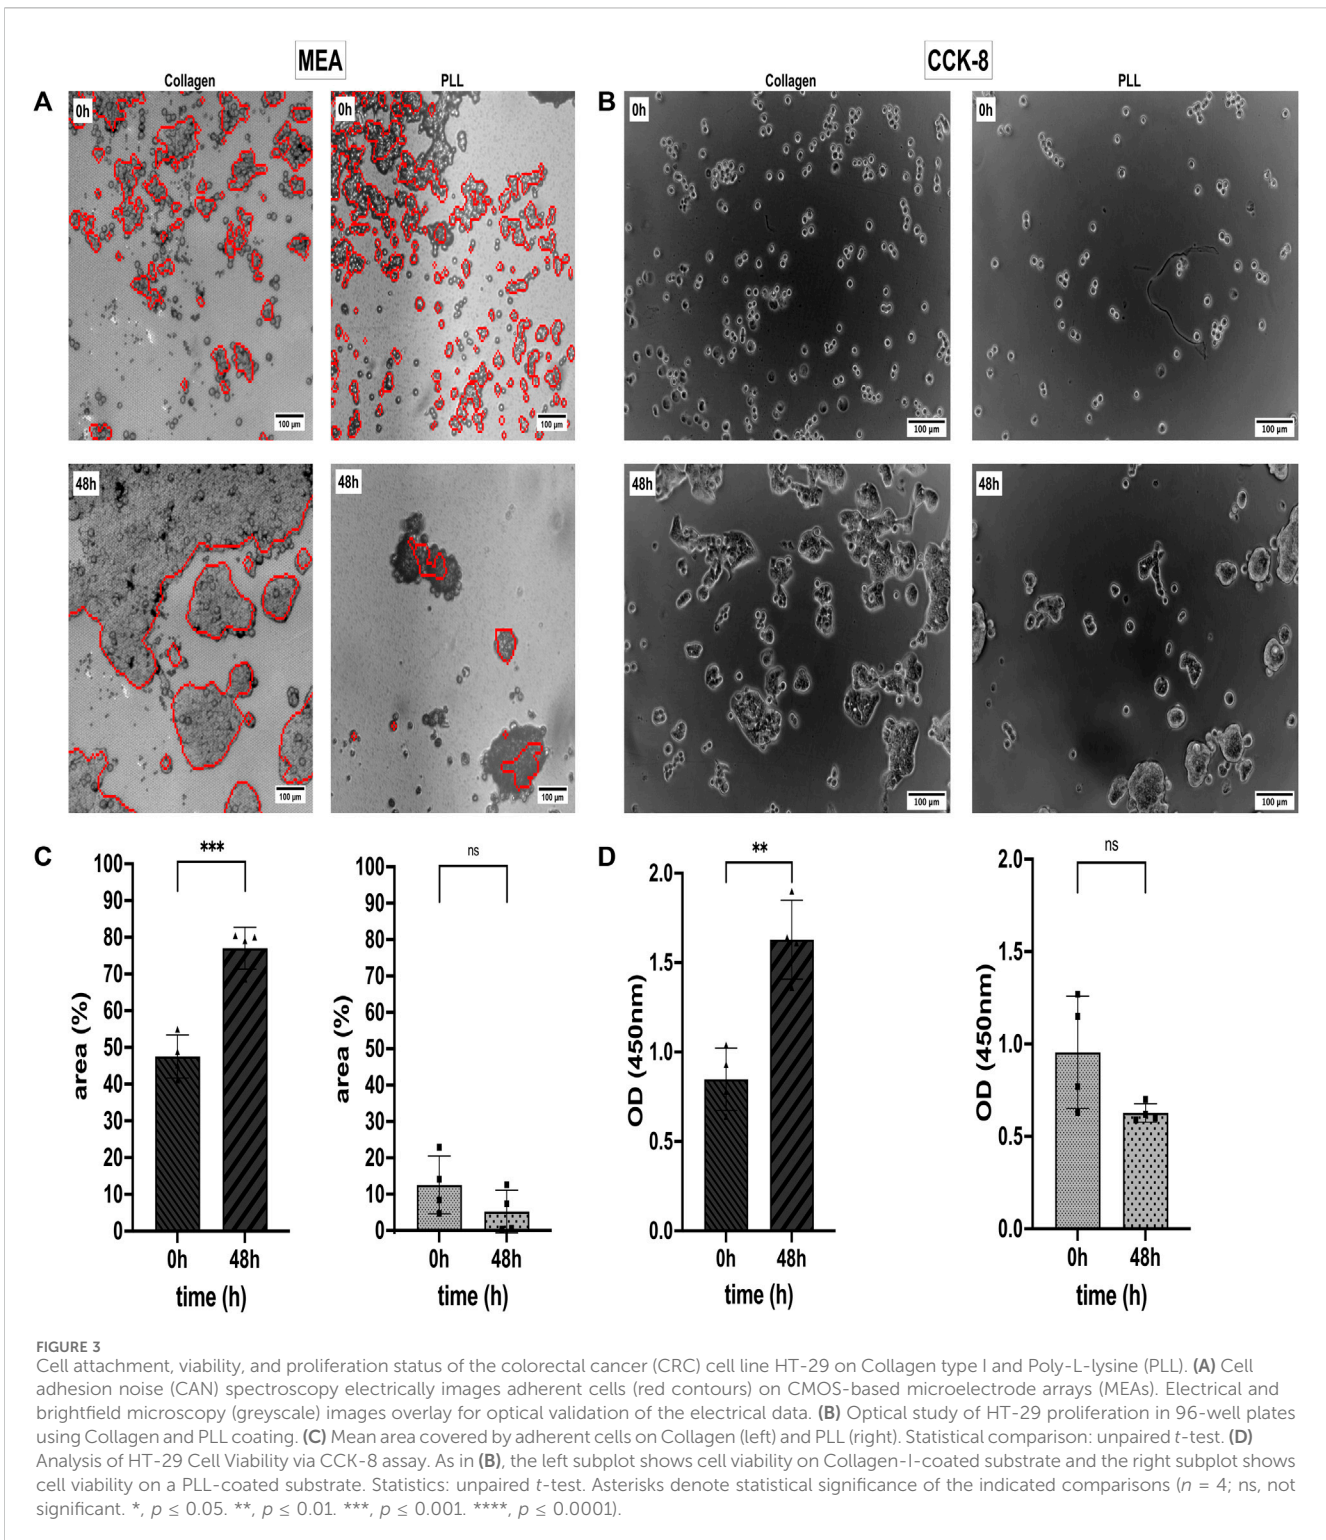 MEA
CCK-8
Collagen
PLL
Collagen
PLL
A
0h
100 µm
0h
100 µm
B
0h
100 µm
0h
100 µm
48h
100 µm
48h
100 µm
48h
100 µm
48h
100 µm
C
***
area (%)
100
90
80
70
60
50
40
30
20
10
0
0h
48h
time (h)
ns
area (%)
100
90
80
70
60
50
40
30
20
10
0
0h
48h
time (h)
D
**
OD (450nm)
2.0
1.5
1.0
0.5
0.0
0h
48h
time (h)
ns
OD (450nm)
2.0
1.5
1.0
0.5
0.0
0h
48h
time (h)
FIGURE 3
Cell attachment, viability, and proliferation status of the colorectal cancer (CRC) cell line HT-29 on Collagen type I and Poly-L-lysine (PLL). (A) Cell
adhesion noise (CAN) spectroscopy electrically images adherent cells (red contours) on CMOS-based microelectrode arrays (MEAs). Electrical and
brightfield microscopy (greyscale) images overlay for optical validation of the electrical data. (B) Optical study of HT-29 proliferation in 96-well plates
using Collagen and PLL coating. (C) Mean area covered by adherent cells on Collagen (left) and PLL (right). Statistical comparison: unpaired t-test. (D)
Analysis of HT-29 Cell Viability via CCK-8 assay. As in (B), the left subplot shows cell viability on Collagen-I-coated substrate and the right subplot shows
cell viability on a PLL-coated substrate. Statistics: unpaired t-test. Asterisks denote statistical significance of the indicated comparisons (n = 4; ns, not
significant. *, p ≤ 0.05. **, p ≤ 0.01. ***, p ≤ 0.001. ****, p ≤ 0.0001).